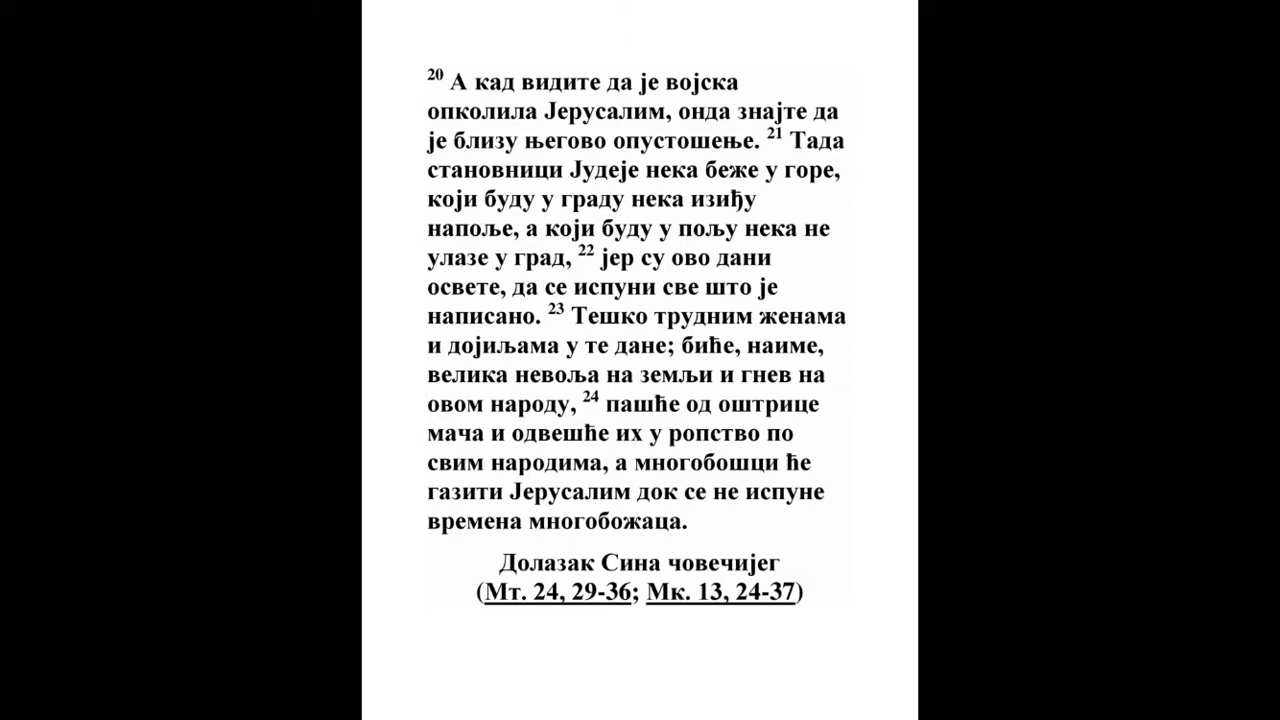 20 А кад видите да је војска
опколила Јерусалим, онда знајте да
је близу његово опустошење. 21 Тада
становници Јудеје нека беже у горе,
који буду у граду нека изиђу
напоље, а који буду у пољу нека не
улазе у град, 22 јер су ово дани
освете, да се испуни све што је
написано. 23 Тешко трудним женама
и дојиљама у те дане; биће, наиме,
велика невоља на земљи и гнев на
овом народу, 24 пашће од оштрице
мача и одвешће их у ропство по
свим народима, а многобошци ће
газити Јерусалим док се не испуне
времена многобожаца.
Долазак Сина човечијег
(Мт. 24, 29-36; Мк. 13, 24-37)